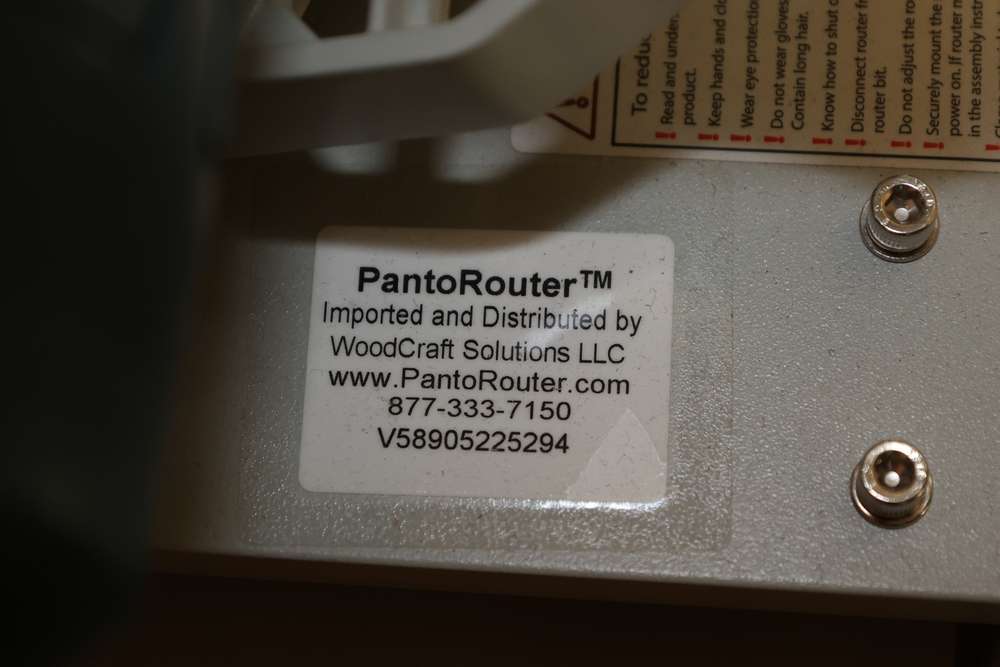 PantoRouter™
Imported and Distributed by
WoodCraft Solutions LLC
www.PantoRouter.com
877-333-7150
V58905225294
To reduc
Read and unders
product.
Keep hands and clo
Wear eye protection
Do not wear gloves
Contain long hair.
Know how to shut o
Disconnect router fr
router bit.
Do not adjust the ro
Securely mount the
power on. If router m
in the assembly instr